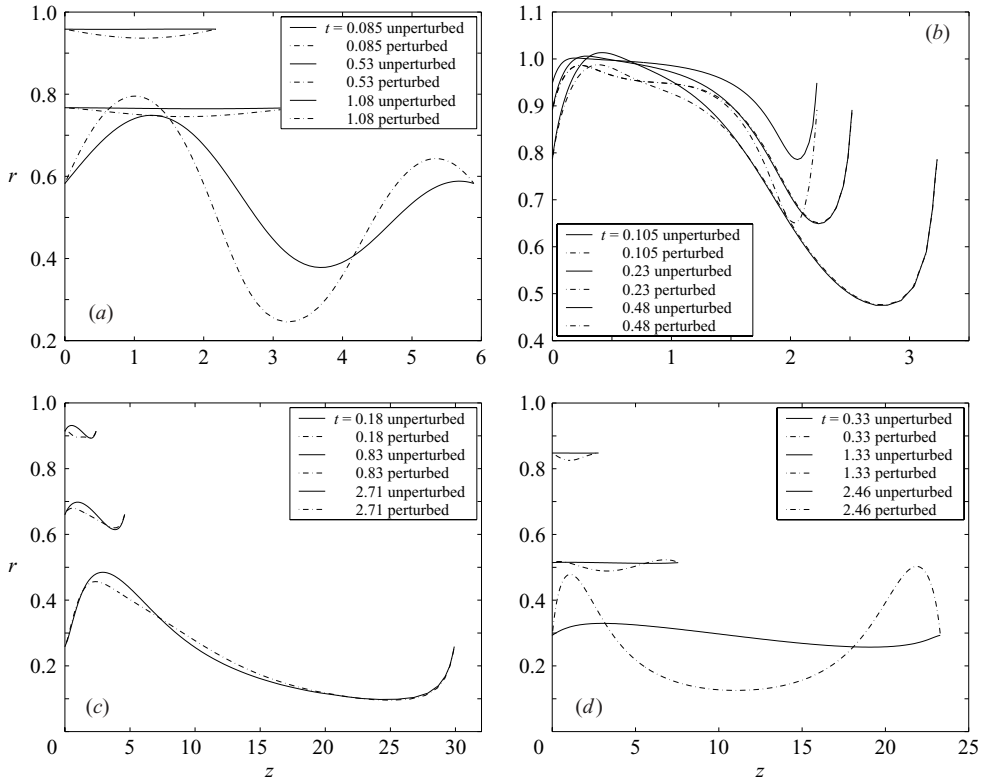 1.0
0.8
r
0.6
0.4
0.2
0 1 2 3 4 5 6
(a)
t = 0.085 unperturbed
0.085 perturbed
0.53 unperturbed
0.53 perturbed
1.08 unperturbed
1.08 perturbed
1.1
1.0
0.9
0.8
0.7
0.6
0.5
0.4
0 1 2 3
(b)
t = 0.105 unperturbed
0.105 perturbed
0.23 unperturbed
0.23 perturbed
0.48 unperturbed
0.48 perturbed
1.0
0.8
0.6
r
0.4
0.2
0
0 5 10 15 20 25 30
z
(c)
t = 0.18 unperturbed
0.18 perturbed
0.83 unperturbed
0.83 perturbed
2.71 unperturbed
2.71 perturbed
1.0
0.8
0.6
0.4
0.2
0
0 5 10 15 20 25
z
(d)
t = 0.33 unperturbed
0.33 perturbed
1.33 unperturbed
1.33 perturbed
2.46 unperturbed
2.46 perturbed